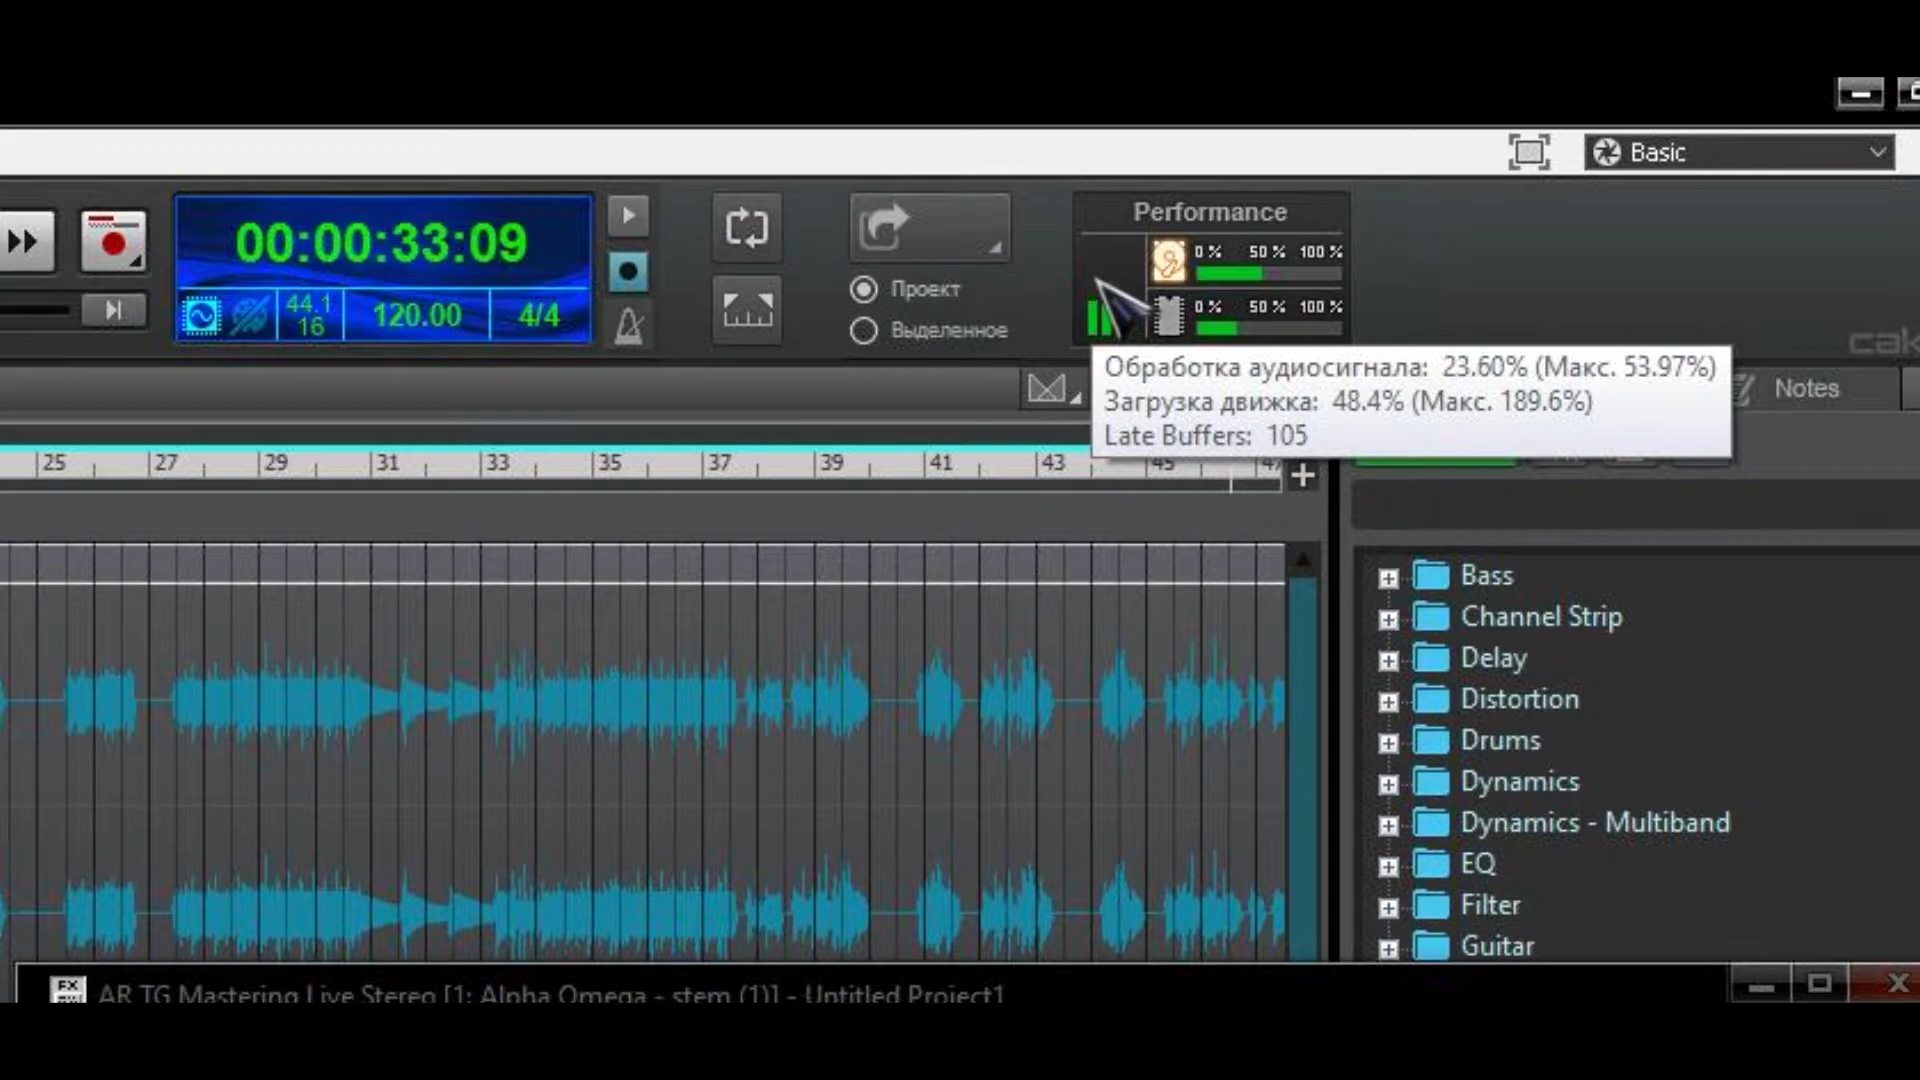 Basic
00:00:33:09
44.1
16
120.00
4/4
Проект
Выделенное
Performance
0 % 50 % 100 %
0 % 50 % 100 %
Обработка аудиосигнала: 23.60% (Макс. 53.97%)
Загрузка движка: 48.4% (Макс. 189.6%)
Late Buffers: 105
Notes
25 27 29 31 33 35 37 39 41 43 45 47
Bass
Channel Strip
Delay
Distortion
Drums
Dynamics
Dynamics - Multiband
EQ
Filter
Guitar
FX
AR TG Mastering Live Stereo [1: Alpha Omega - stem (1)] - Untitled Project1